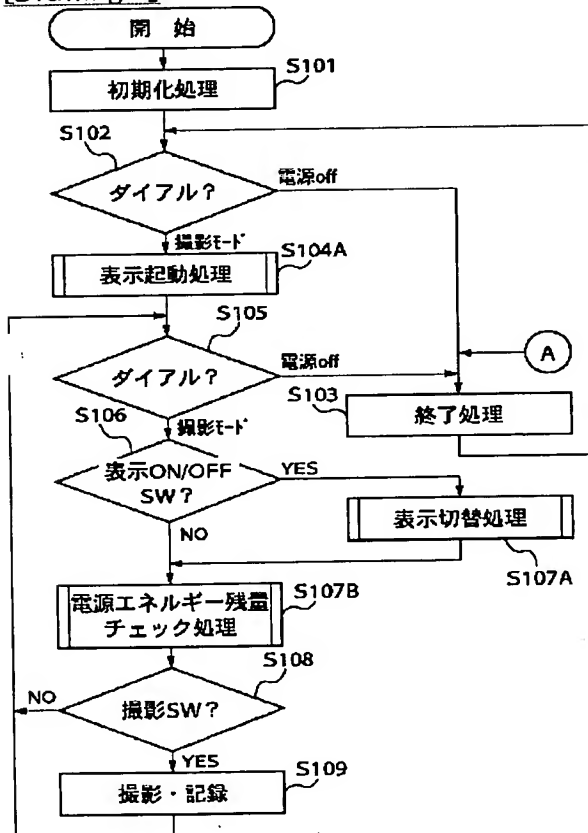 開 始
S101
初期化処理
S102
ダイアル？
電源off
撮影ﾓｰﾄﾞ
S104A
表示起動処理
S105
ダイアル？
電源off
A
S103
終了処理
S106
撮影ﾓｰﾄﾞ
表示ON/OFF
SW？
YES
NO
表示切替処理
S107A
電源エネルギー残量
チェック処理
S107B
S108
撮影SW？
NO
YES
S109
撮影・記録